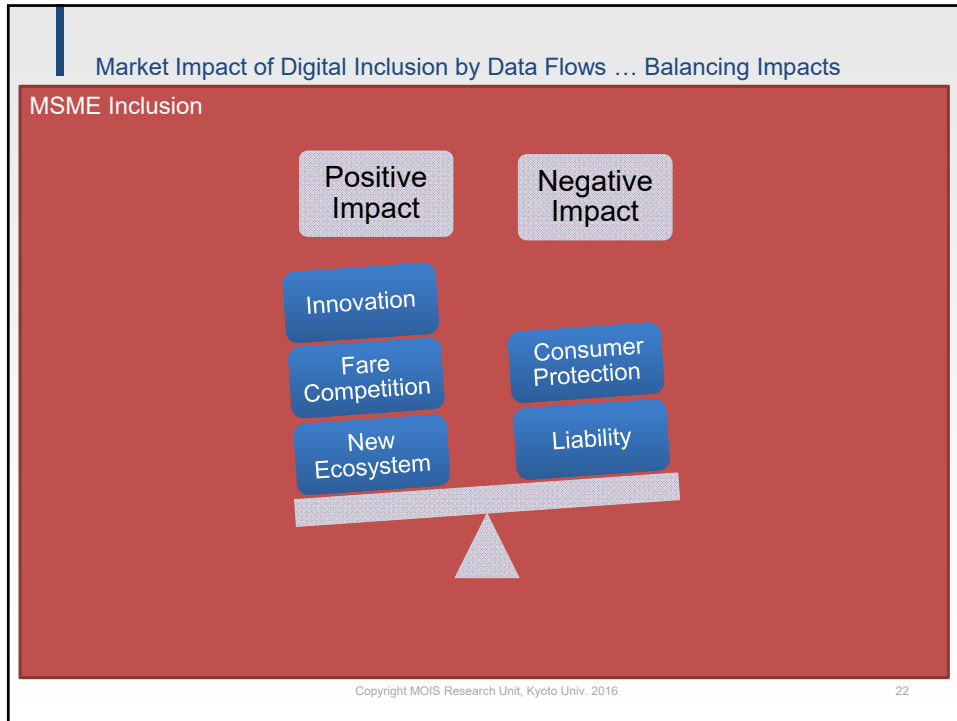 Market Impact of Digital Inclusion by Data Flows … Balancing Impacts
MSME Inclusion
Positive
Impact
Negative
Impact
Innovation
Fare
Competition
New
Ecosystem
Consumer
Protection
Liability
Copyright MOIS Research Unit, Kyoto Univ. 2016
22